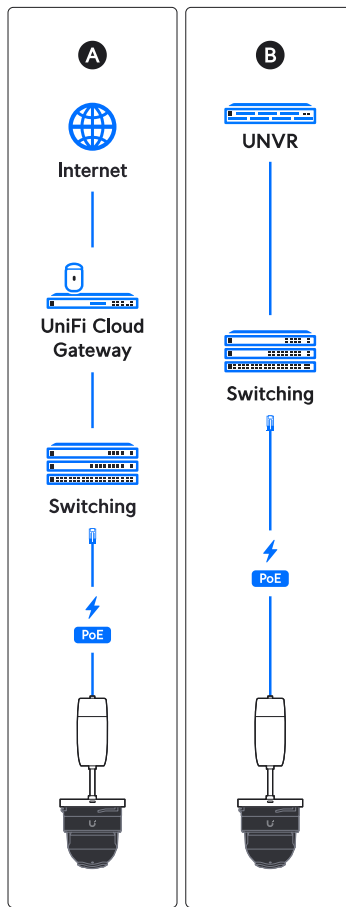 A
Internet
UniFi Cloud
Gateway
Switching
PoE
B
UNVR
Switching
PoE